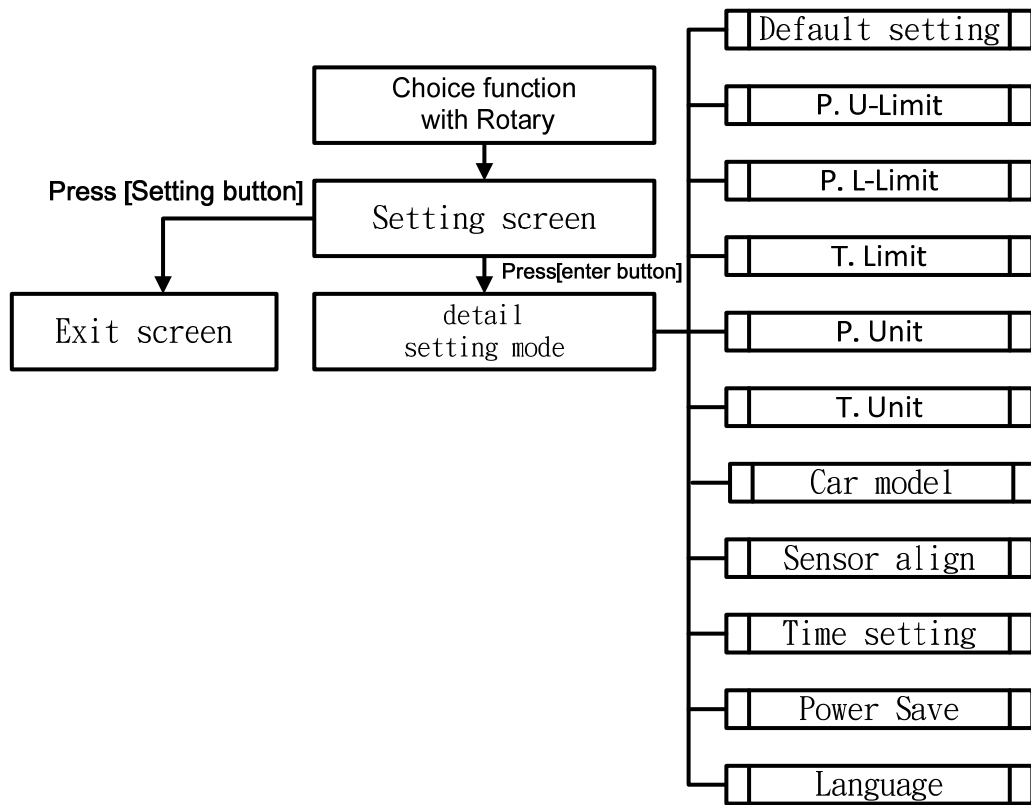 Choice function
with Rotary
Press [Setting button]
Setting screen
Press[enter button]
Exit screen
detail
setting mode
Default setting
P. U-Limit
P. L-Limit
T. Limit
P. Unit
T. Unit
Car model
Sensor align
Time setting
Power Save
Language